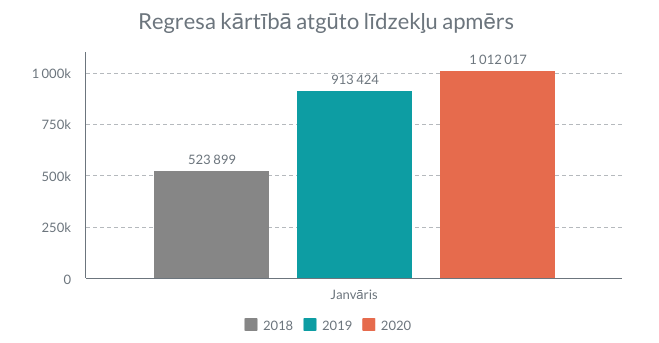 Regresa kārtībā atgūto līdzekļu apmērs
1 000k
750k
500k
250k
0
523 899
913 424
1 012 017
Janvāris
2018 2019 2020